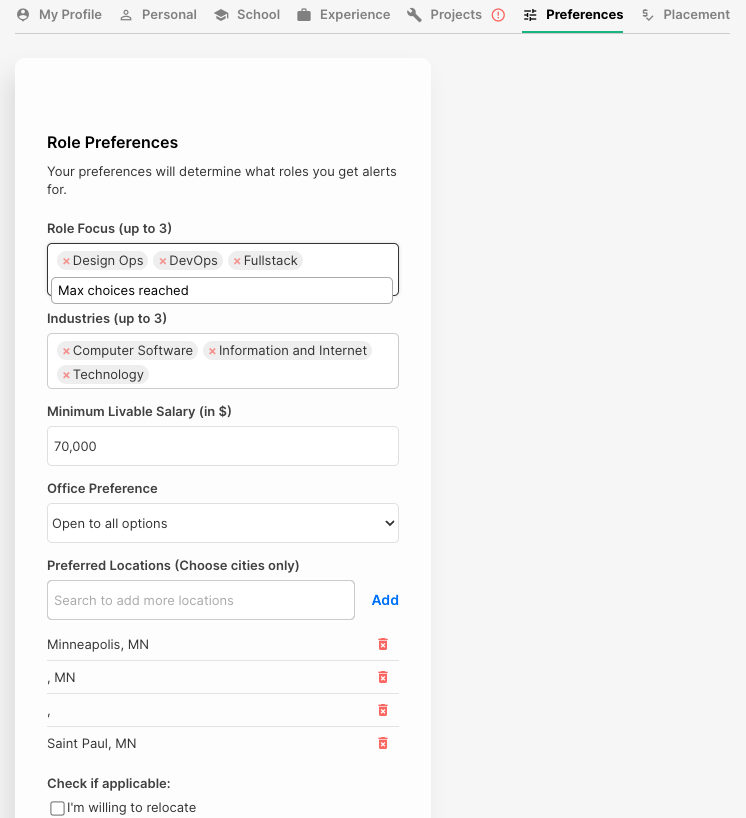 My Profile Personal School Experience Projects Preferences Placement
Role Preferences
Your preferences will determine what roles you get alerts
for.
Role Focus (up to 3)
× Design Ops × DevOps × Fullstack
Max choices reached
Industries (up to 3)
× Computer Software × Information and Internet
× Technology
Minimum Livable Salary (in $)
70,000
Office Preference
Open to all options
Preferred Locations (Choose cities only)
Search to add more locations Add
Minneapolis, MN
, MN
,
Saint Paul, MN
Check if applicable:
I'm willing to relocate